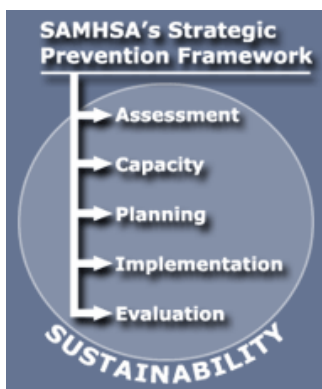 SAMHSA's Strategic
Prevention Framework
Assessment
Capacity
Planning
Implementation
Evaluation
SUSTAINABILITY